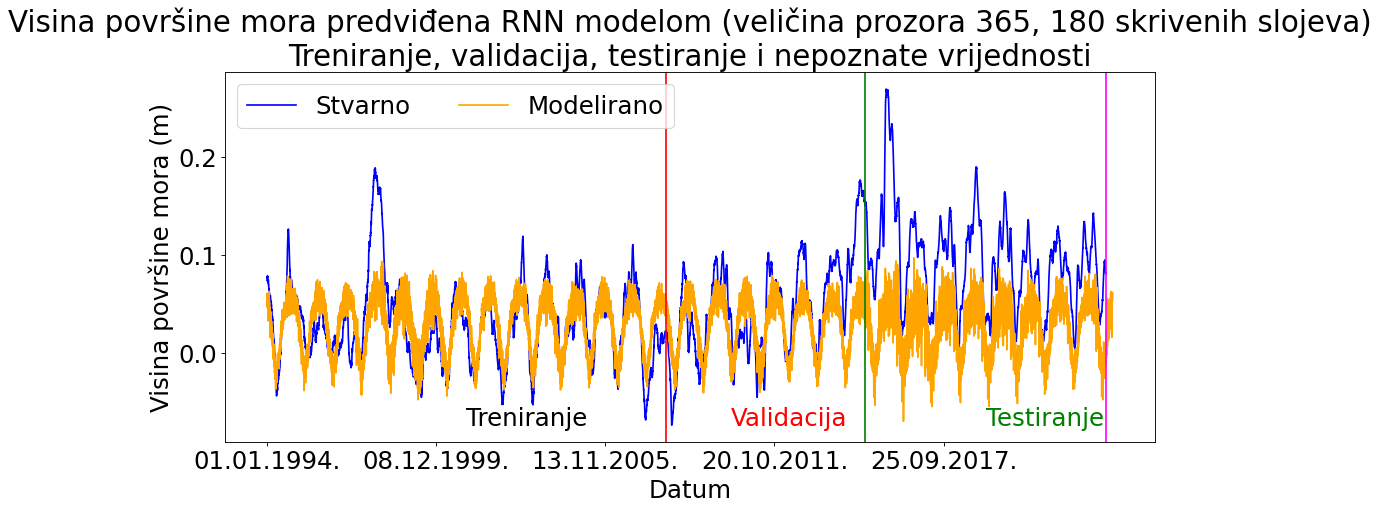 Visina površine mora predviđena RNN modelom (veličina prozora 365, 180 skrivenih slojeva)
Treniranje, validacija, testiranje i nepoznate vrijednosti
Stvarno Modelirano
Visina površine mora (m)
0.2
0.1
0.0
Treniranje Validacija Testiranje
01.01.1994. 08.12.1999. 13.11.2005. 20.10.2011. 25.09.2017.
Datum